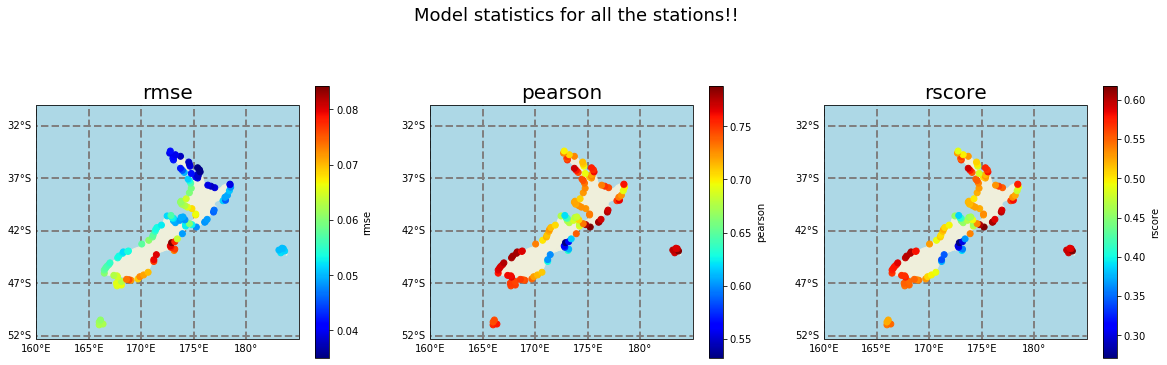 Model statistics for all the stations!!
rmse
32°S
37°S
42°S
47°S
52°S
160°E
165°E
170°E
175°E
180°
0.08
0.07
0.06
0.05
0.04
rmse
pearson
32°S
37°S
42°S
47°S
52°S
160°E
165°E
170°E
175°E
180°
0.75
0.70
0.65
0.60
0.55
pearson
rscore
32°S
37°S
42°S
47°S
52°S
160°E
165°E
170°E
175°E
180°
0.60
0.55
0.50
0.45
0.40
0.35
0.30
rscore